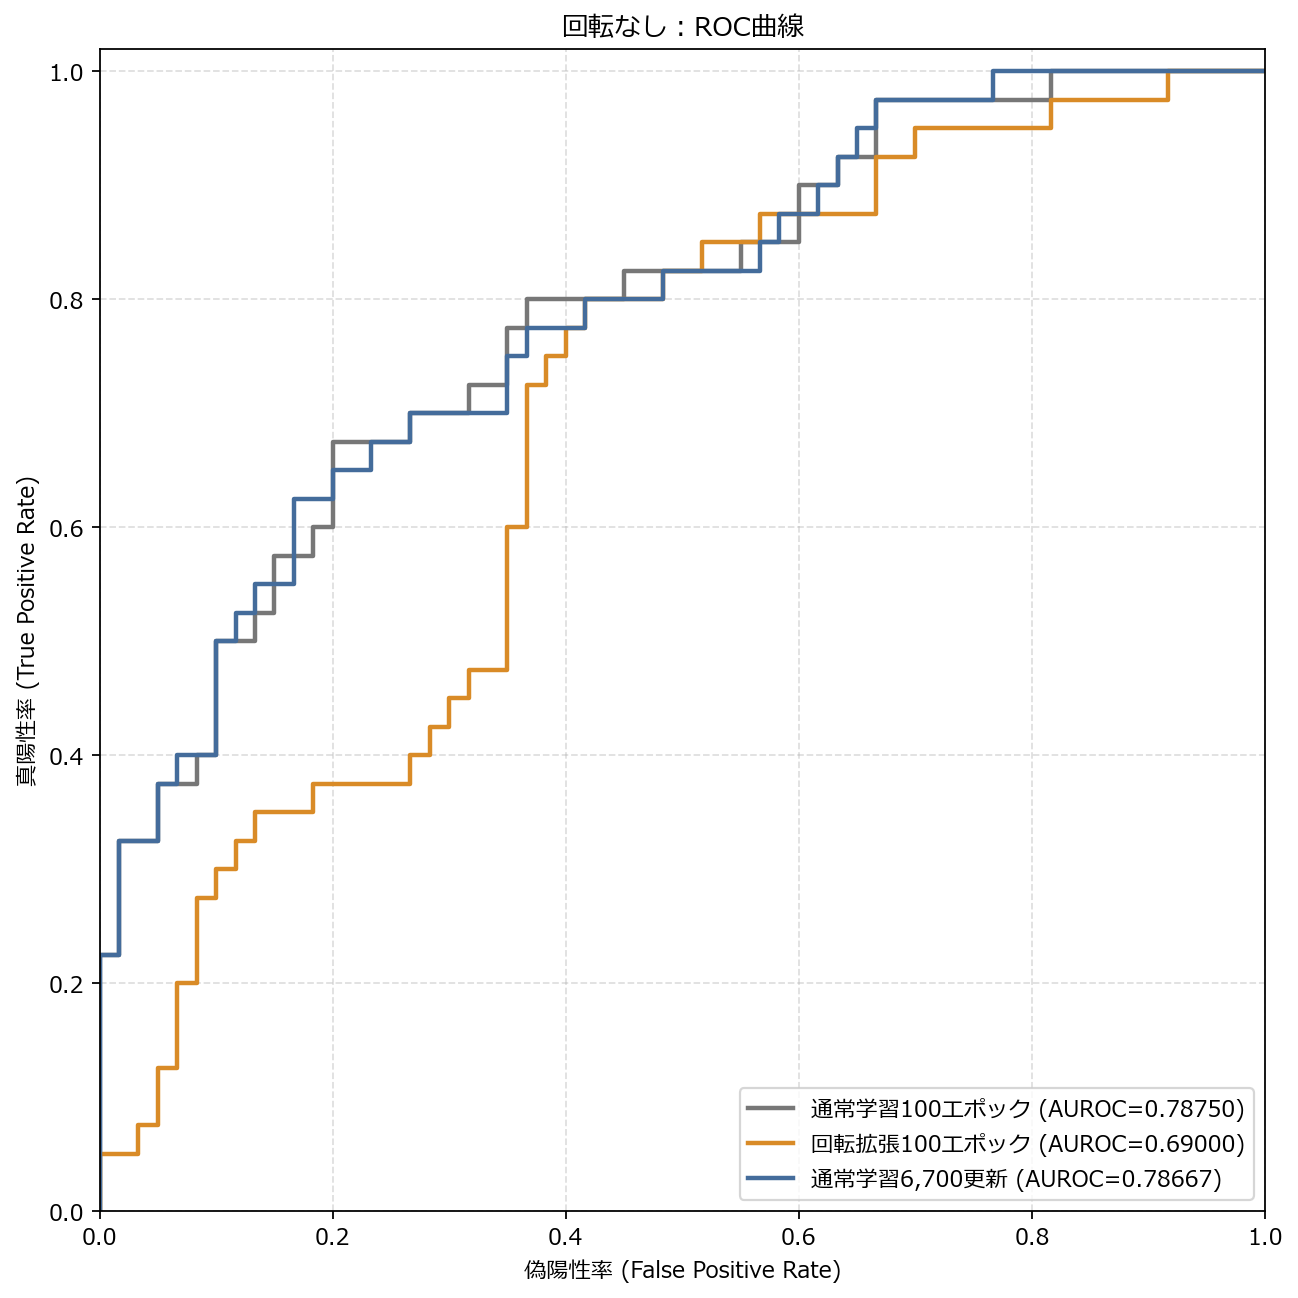 回転なし：ROC曲線
1.0
0.8
0.6
0.4
0.2
0.0
真陽性率 (True Positive Rate)
0.0 0.2 0.4 0.6 0.8 1.0
偽陽性率 (False Positive Rate)
通常学習100エポック (AUROC=0.78750)
回転拡張100エポック (AUROC=0.69000)
通常学習6,700更新 (AUROC=0.78667)